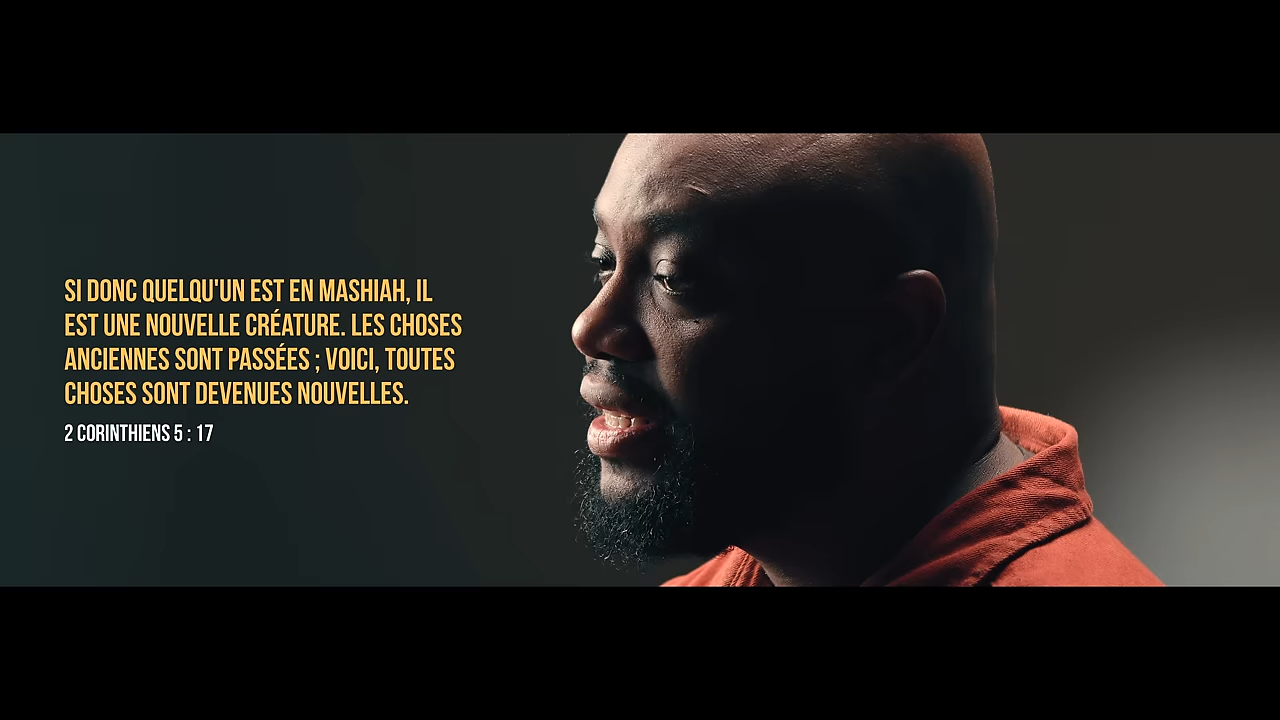 SI DONC QUELQU'UN EST EN MASHIAH, IL
EST UNE NOUVELLE CRÉATURE. LES CHOSES
ANCIENNES SONT PASSÉES ; VOICI, TOUTES
CHOSES SONT DEVENUES NOUVELLES.
2 CORINTHIENS 5 : 17